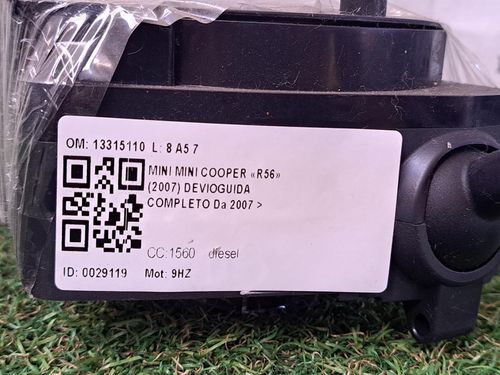 OM: 13315110 L: 8 A5 7
MINI MINI COOPER «R56»
(2007) DEVIOGUIDA
COMPLETO Da 2007 >
CC:1560 diesel
ID: 0029119 Mot: 9HZ